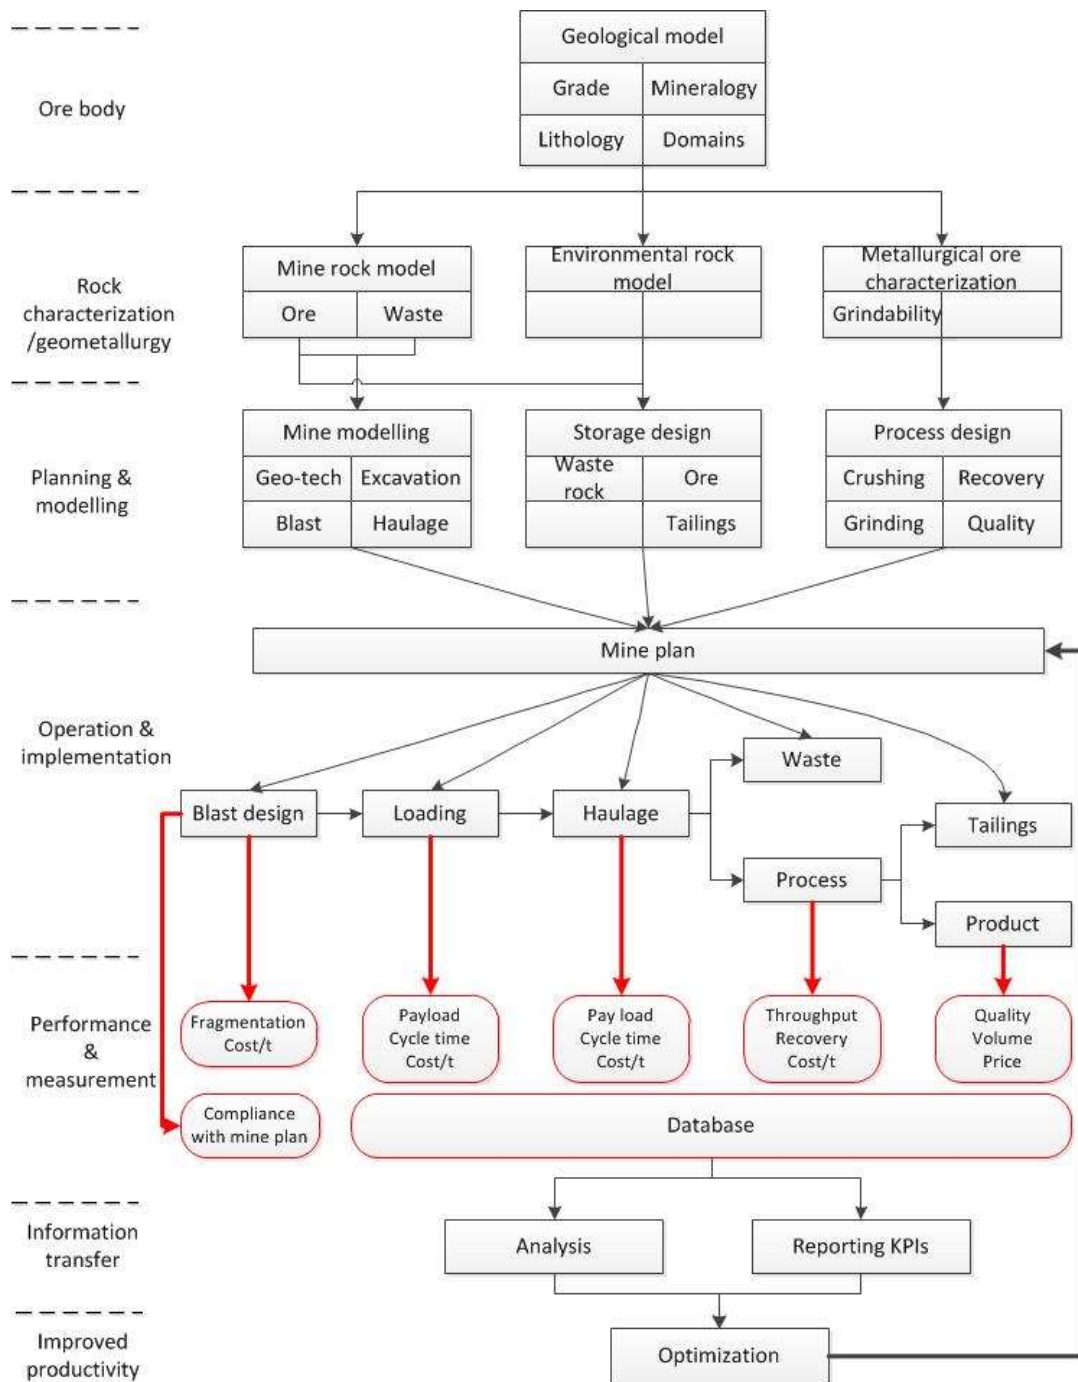 Geological model
Ore body
Grade
Mineralogy
Lithology
Domains
Rock
characterization
/geometallurgy
Mine rock model
Ore
Waste
Environmental rock
model
Metallurgical ore
characterization
Grindability
Planning &
modelling
Mine modelling
Geo-tech
Excavation
Blast
Haulage
Storage design
Waste
rock
Ore
Tailings
Process design
Crushing
Recovery
Grinding
Quality
Mine plan
Operation &
implementation
Waste
Blast design
Loading
Haulage
Tailings
Process
Product
Performance
&
measurement
Fragmentation
Cost/t
Payload
Cycle time
Cost/t
Pay load
Cycle time
Cost/t
Throughput
Recovery
Cost/t
Quality
Volume
Price
Compliance
with mine plan
Database
Information
transfer
Analysis
Reporting KPIs
Improved
productivity
Optimization